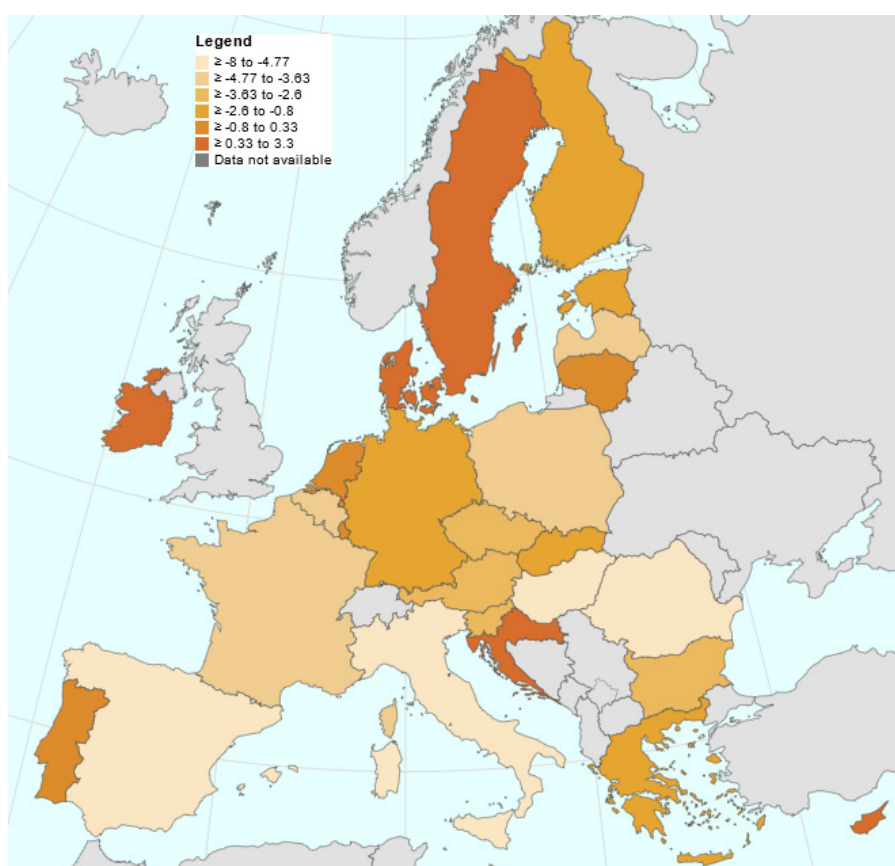 Legend
≥ -8 to -4.77
≥ -4.77 to -3.63
≥ -3.63 to -2.6
≥ -2.6 to -0.8
≥ -0.8 to 0.33
≥ 0.33 to 3.3
Data not available